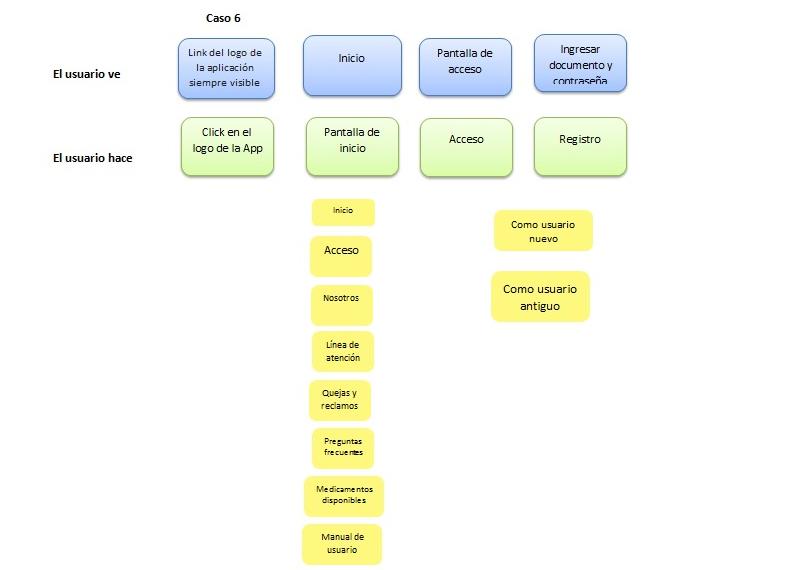 Caso 6
El usuario ve
Link del logo de
la aplicación
siempre visible
Inicio
Pantalla de
acceso
Ingresar
documento y
contraseña
El usuario hace
Click en el
logo de la App
Pantalla de
inicio
Acceso
Registro
Inicio
Acceso
Nosotros
Línea de
atención
Quejas y
reclamos
Preguntas
frecuentes
Medicamentos
disponibles
Manual de
usuario
Como usuario
nuevo
Como usuario
antiguo